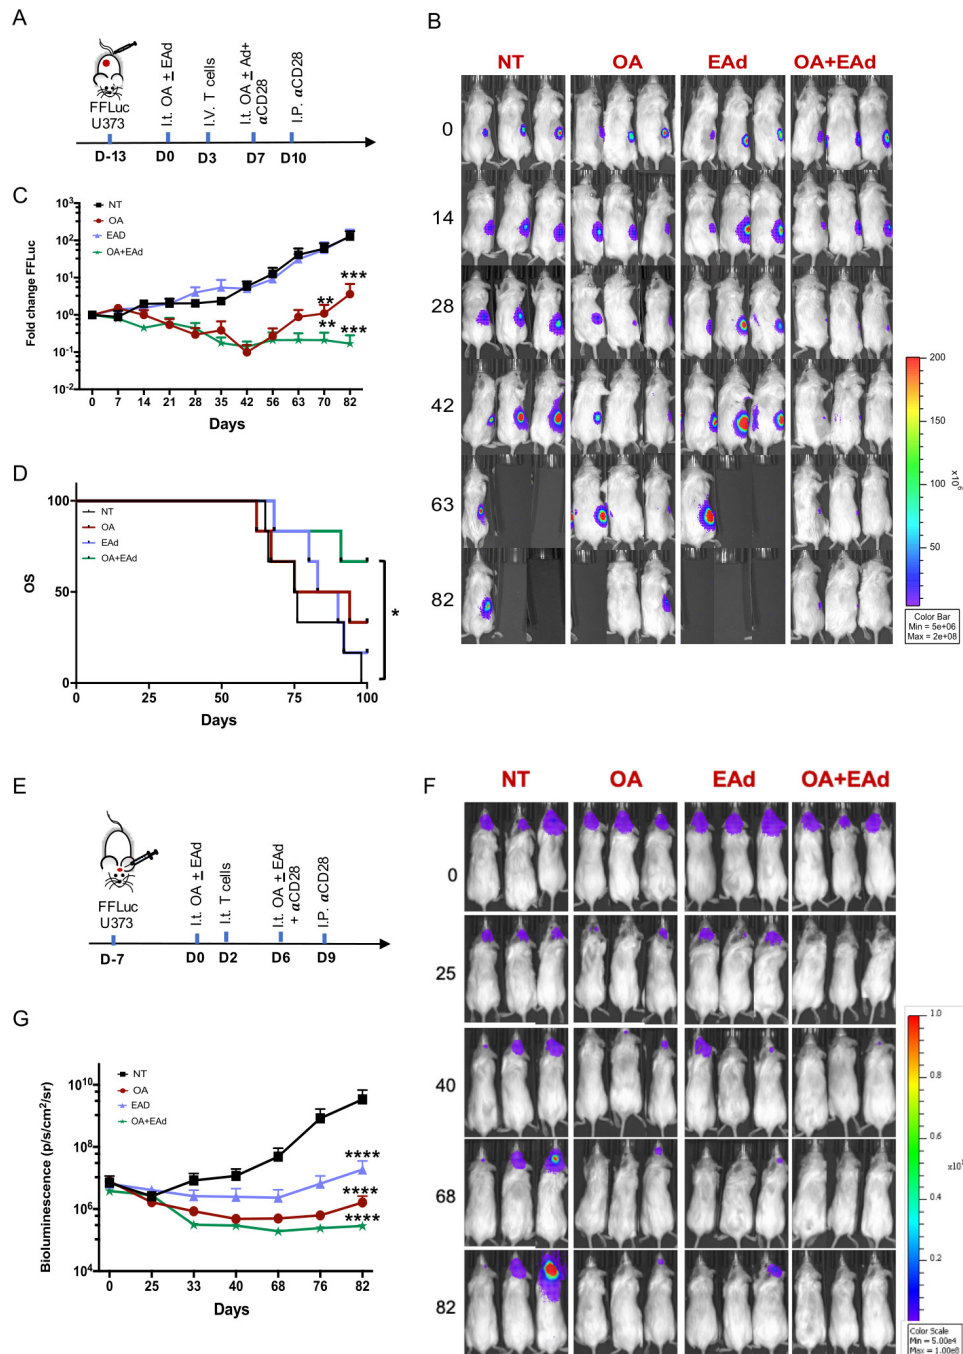 A
FFLuc
U373
I.t. OA ± EAd
I.V. T cells
I.t. OA ± Ad+
αCD28
I.P. αCD28
D-13
D0
D3
D7
D10
B
NT
OA
EAd
OA+EAd
0
14
28
42
63
82
200
150
100
50
x10⁶
Color Bar
Min = 5e+06
Max = 2e+08
C
NT
OA
EAD
OA+EAd
Fold change FFLuc
10³
10²
10¹
10⁰
10⁻¹
10⁻²
**
***
**
***
0 7 14 21 28 35 42 56 63 70 82
Days
D
NT
OA
EAd
OA+EAd
OS
100
50
0
*
0 25 50 75 100
Days
E
FFLuc
U373
I.t. OA ± EAd
I.t. T cells
I.t. OA ± EAd
+ αCD28
I.P. αCD28
D-7
D0
D2
D6
D9
F
NT
OA
EAd
OA+EAd
0
25
40
68
82
1.0
0.8
0.6
0.4
0.2
Color Scale
Min = 5.00e4
Max = 1.00e8
G
NT
OA
EAD
OA+EAd
Bioluminescence (p/s/cm²/sr)
10¹⁰
10⁸
10⁶
10⁴
****
****
****
0 25 33 40 68 76 82
Days